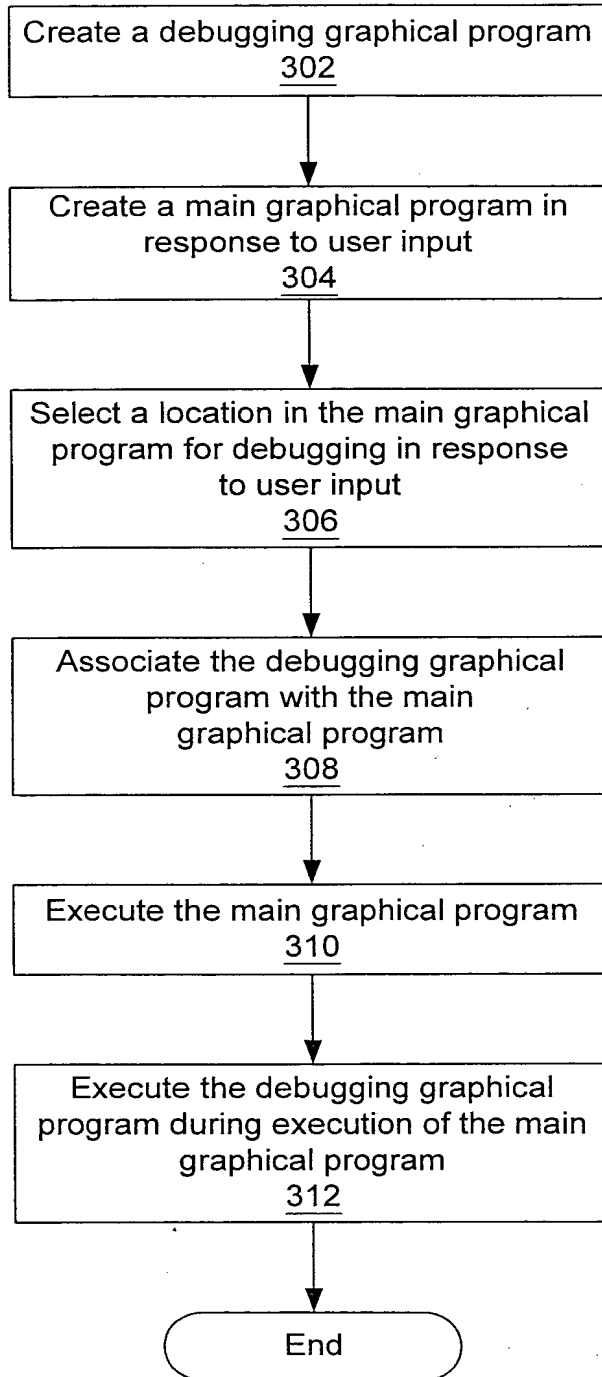 Create a debugging graphical program
302
Create a main graphical program in
response to user input
304
Select a location in the main graphical
program for debugging in response
to user input
306
Associate the debugging graphical
program with the main
graphical program
308
Execute the main graphical program
310
Execute the debugging graphical
program during execution of the main
graphical program
312
End